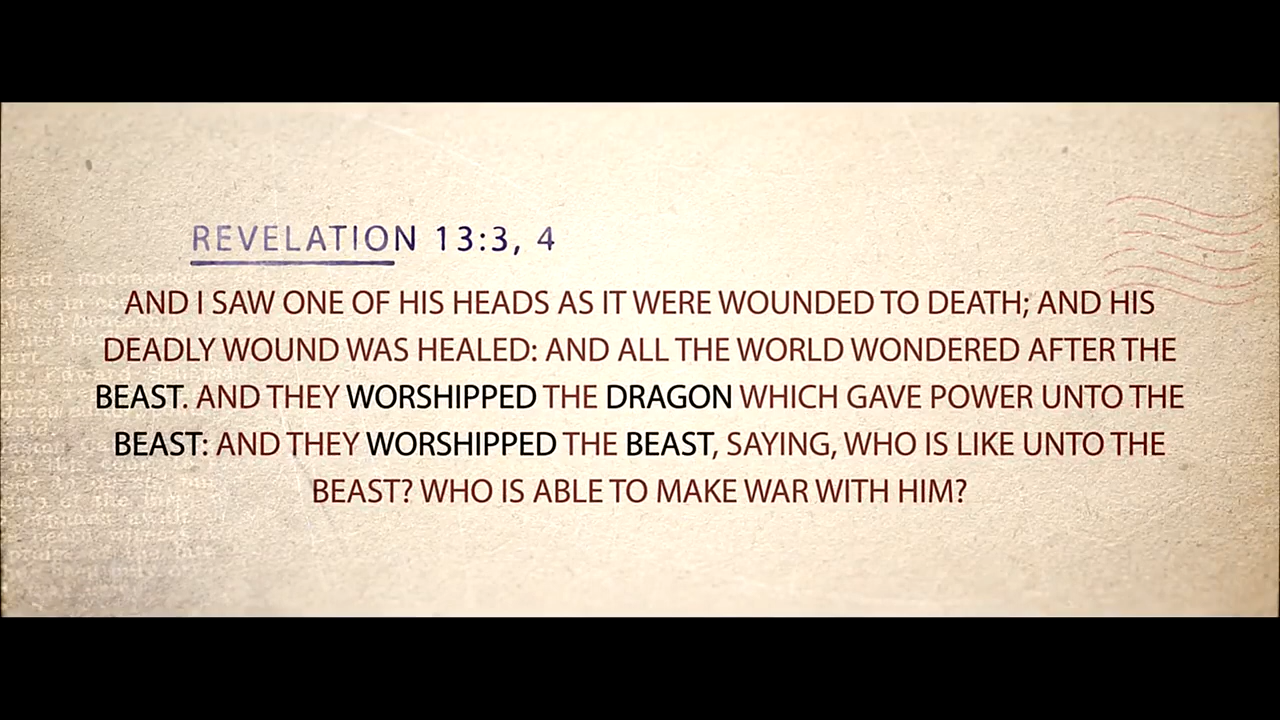 REVELATION 13:3, 4
AND I SAW ONE OF HIS HEADS AS IT WERE WOUNDED TO DEATH; AND HIS
DEADLY WOUND WAS HEALED: AND ALL THE WORLD WONDERED AFTER THE
BEAST. AND THEY WORSHIPPED THE DRAGON WHICH GAVE POWER UNTO THE
BEAST: AND THEY WORSHIPPED THE BEAST, SAYING, WHO IS LIKE UNTO THE
BEAST? WHO IS ABLE TO MAKE WAR WITH HIM?